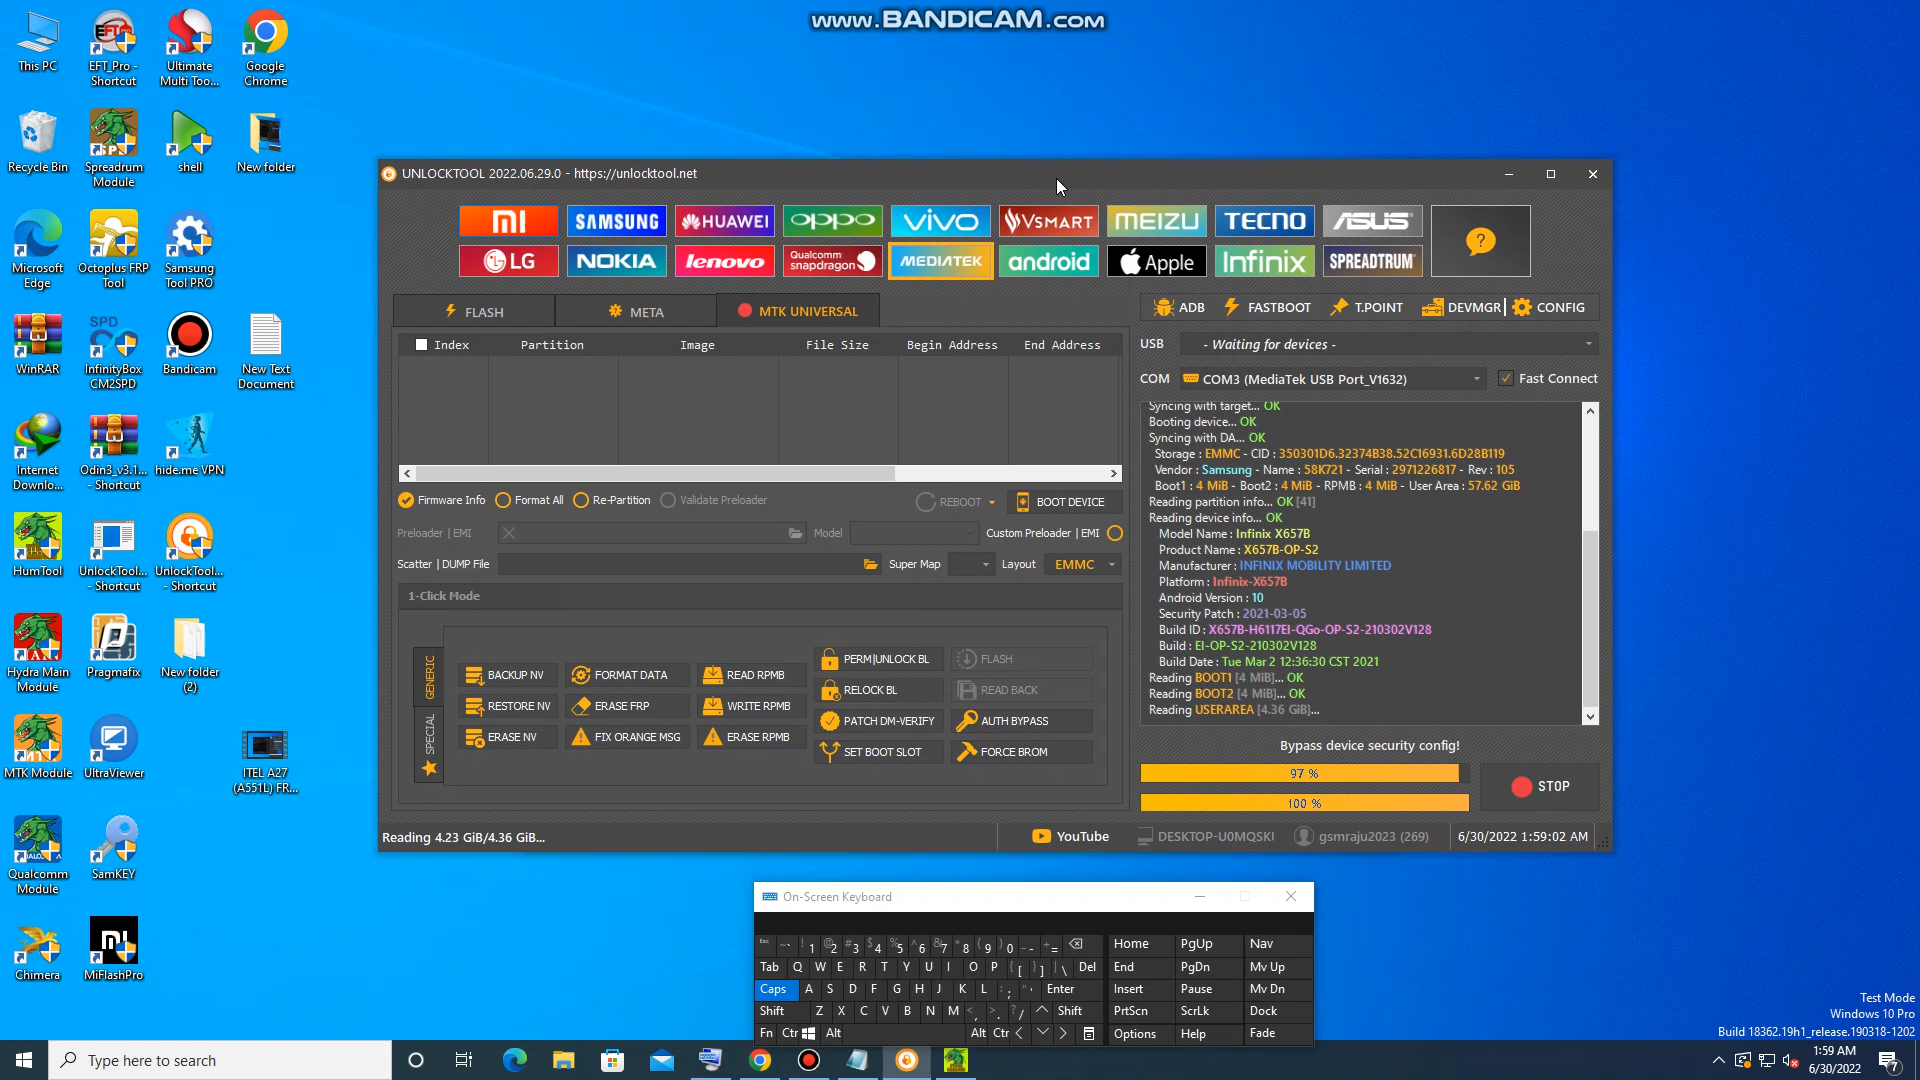 www.BANDICAM.com
This PC
EFT_Pro - Shortcut
Ultimate Multi Too...
Google Chrome
Recycle Bin
Spreadrum Module
shell
New folder
Microsoft Edge
Octoplus FRP Tool
Samsung Tool PRO
WinRAR
InfinityBox CM2SPD
Bandicam
New Text Document
Internet Downlo...
Odin3_v3.1... - Shortcut
hide.me VPN
HumTool
UnlockTool... - Shortcut
UnlockTool... - Shortcut
Hydra Main Module
Pragmafix
New folder (2)
MTK Module
UltraViewer
ITEL A27 (A551L) FR...
Qualcomm Module
SamKEY
Chimera
MiFlashPro
UNLOCKTOOL 2022.06.29.0 - https://unlocktool.net
SAMSUNG HUAWEI oppo vivo VSMART MEIZU TECNO ASUS ?
LG NOKIA lenovo Qualcomm snapdragon MEDIATEK android Apple Infinix SPREADTRUM
FLASH META MTK UNIVERSAL
ADB FASTBOOT T.POINT DEVMGR CONFIG
Index Partition Image File Size Begin Address End Address
USB - Waiting for devices -
COM COM3 (MediaTek USB Port_V1632) Fast Connect
Syncing with target... OK
Booting device... OK
Syncing with DA... OK
Storage : EMMC - CID : 350301D6.32374B38.52C16931.6D28B119
Vendor : Samsung - Name : 58K721 - Serial : 2971226817 - Rev : 105
Boot1 : 4 MiB - Boot2 : 4 MiB - RPMB : 4 MiB - User Area : 57.62 GiB
Reading partition info... OK [41]
Reading device info... OK
Model Name : Infinix X657B
Product Name : X657B-OP-S2
Manufacturer : INFINIX MOBILITY LIMITED
Platform : Infinix-X657B
Android Version : 10
Security Patch : 2021-03-05
Build ID : X657B-H6117EI-QGo-OP-S2-210302V128
Build : EI-OP-S2-210302V128
Build Date : Tue Mar 2 12:36:30 CST 2021
Reading BOOT1 [4 MiB]... OK
Reading BOOT2 [4 MiB]... OK
Reading USERAREA [4.36 GiB]...
Firmware Info Format All Re-Partition Validate Preloader REBOOT BOOT DEVICE
Preloader | EMI Model Custom Preloader | EMI
Scatter | DUMP File Super Map Layout EMMC
1-Click Mode
GENERIC
SPECIAL
BACKUP NV FORMAT DATA READ RPMB PERM|UNLOCK BL FLASH
RESTORE NV ERASE FRP WRITE RPMB RELOCK BL READ BACK
ERASE NV FIX ORANGE MSG ERASE RPMB PATCH DM-VERIFY AUTH BYPASS
SET BOOT SLOT FORCE BROM
Bypass device security config!
97 %
100 %
STOP
Reading 4.23 GiB/4.36 GiB... YouTube DESKTOP-U0MQSKI gsmraju2023 (269) 6/30/2022 1:59:02 AM
On-Screen Keyboard
Esc ~ ` ! 1 @ 2 # 3 $ 4 % 5 ^ 6 & 7 * 8 ( 9 ) 0 _ - + = Home PgUp Nav
Tab Q W E R T Y U I O P { [ } ] | \ Del End PgDn Mv Up
Caps A S D F G H J K L : ; " ' Enter Insert Pause Mv Dn
Shift Z X C V B N M < , > . ? / Shift PrtScn ScrLk Dock
Fn Ctr Alt Alt Ctr Options Help Fade
Test Mode
Windows 10 Pro
Build 18362.19h1_release.190318-1202
Type here to search
1:59 AM
6/30/2022
7